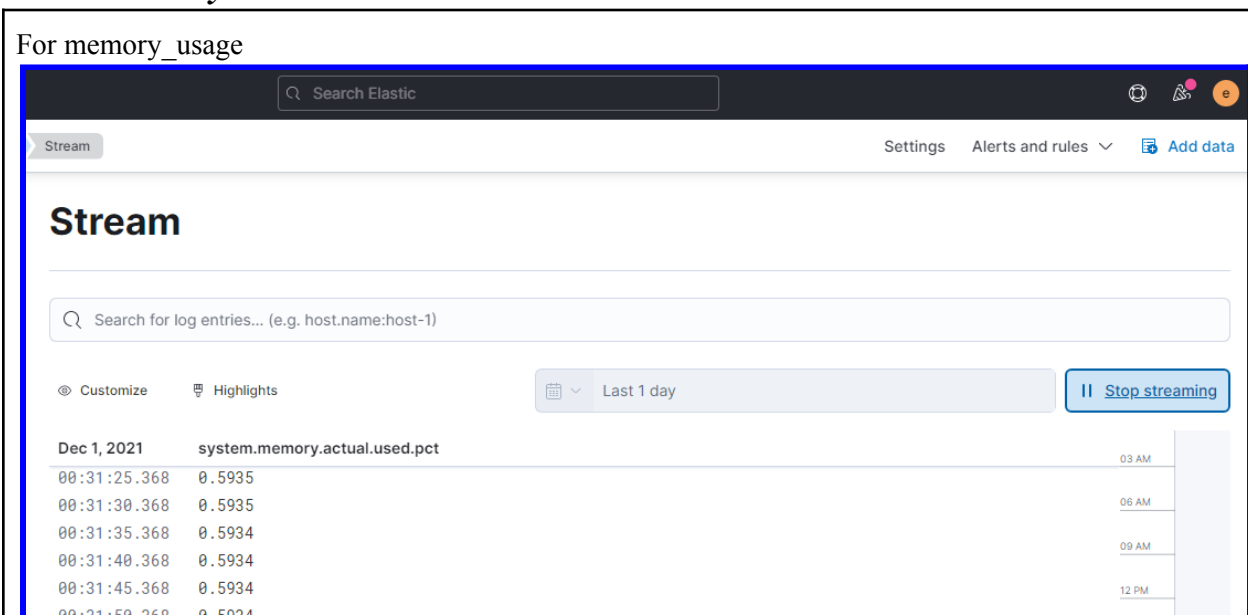 For memory_usage
Search Elastic
e
Stream
Settings
Alerts and rules
Add data
Stream
Search for log entries... (e.g. host.name:host-1)
Customize
Highlights
Last 1 day
Stop streaming
Dec 1, 2021 system.memory.actual.used.pct
00:31:25.368 0.5935
00:31:30.368 0.5935
00:31:35.368 0.5934
00:31:40.368 0.5934
00:31:45.368 0.5934
03 AM
06 AM
09 AM
12 PM